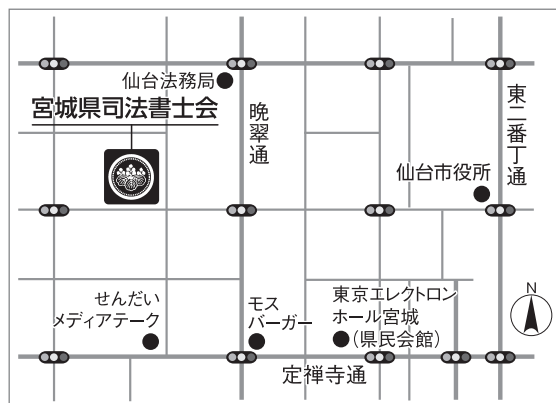 仙台法務局
宮城県司法書士会
晩翠通
東二番丁通
仙台市役所
せんだい
メディアテーク
モス
バーガー
東京エレクトロン
ホール宮城
(県民会館)
N
定禅寺通